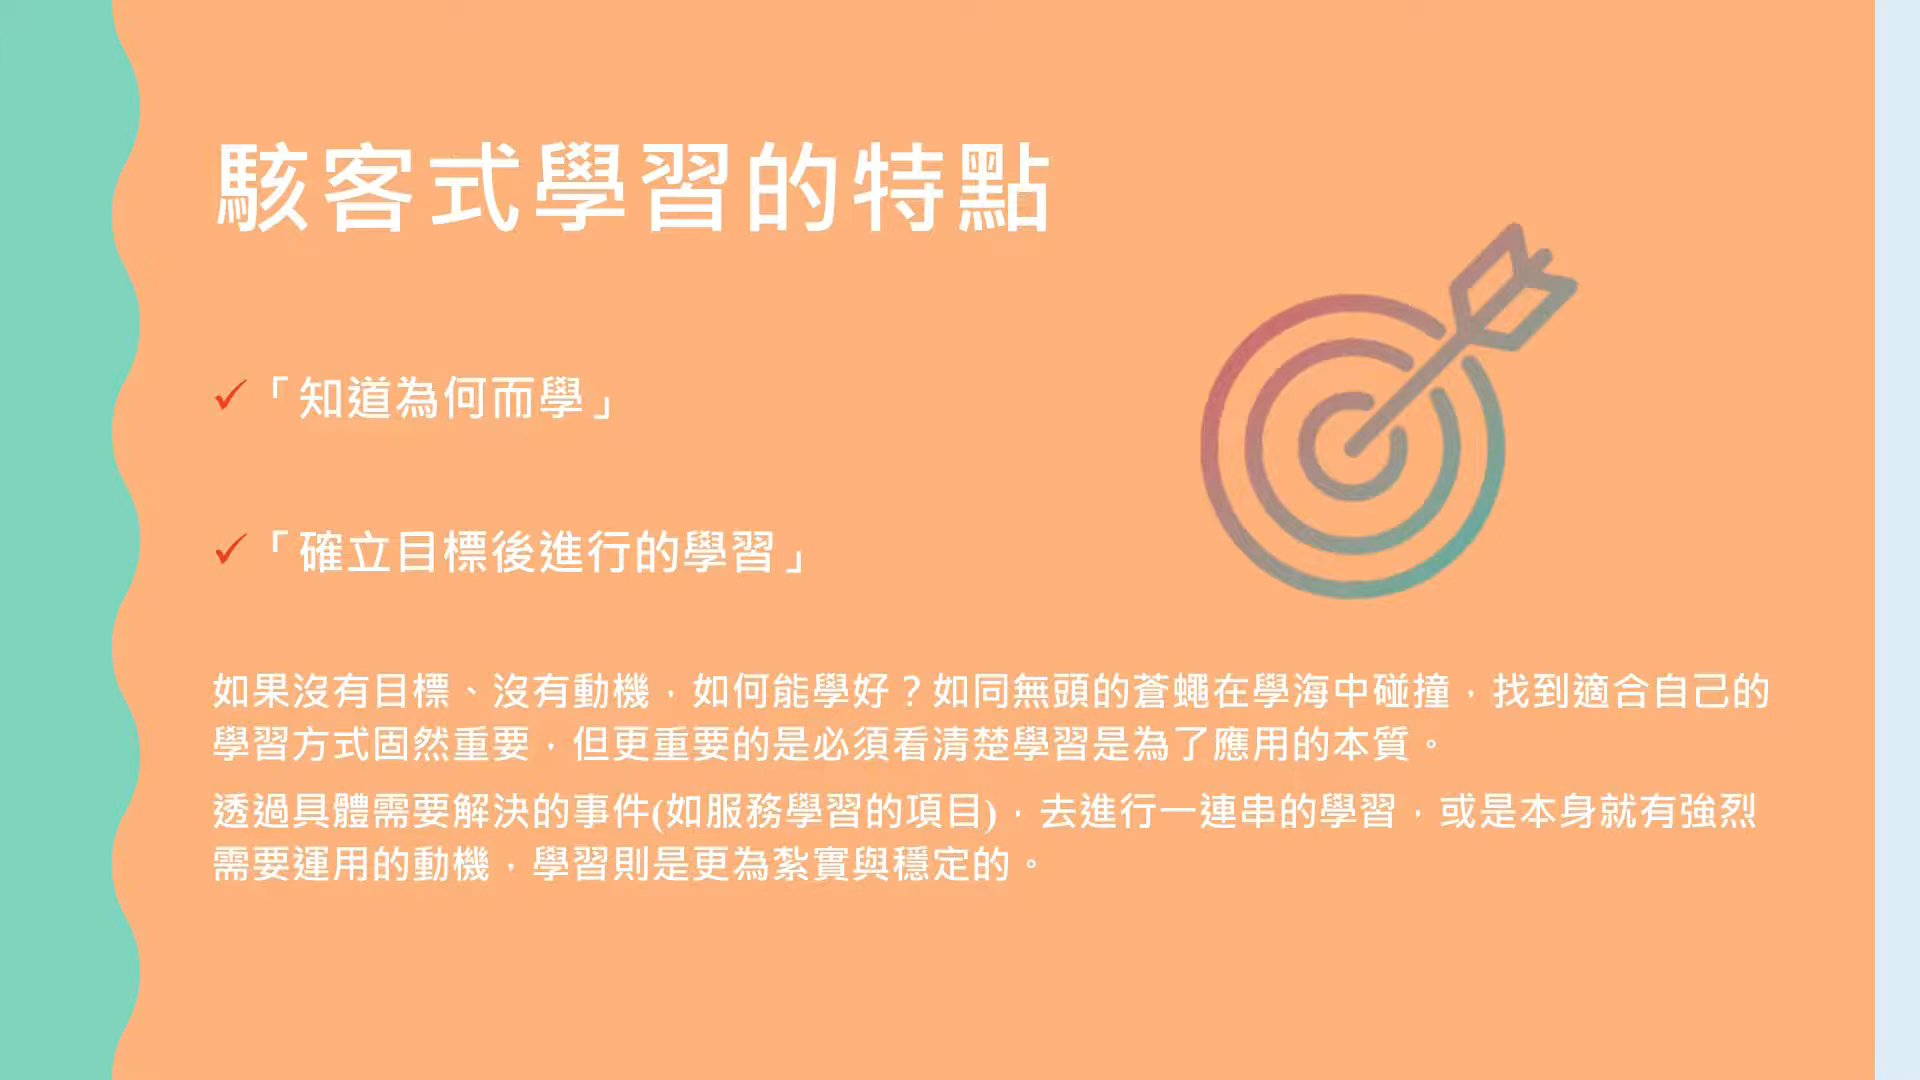 駭客式學習的特點
「知道為何而學」
「確立目標後進行的學習」
如果沒有目標、沒有動機，如何能學好？如同無頭的蒼蠅在學海中碰撞，找到適合自己的
學習方式固然重要，但更重要的是必須看清楚學習是為了應用的本質。
透過具體需要解決的事件(如服務學習的項目)，去進行一連串的學習，或是本身就有強烈
需要運用的動機，學習則是更為紮實與穩定的。